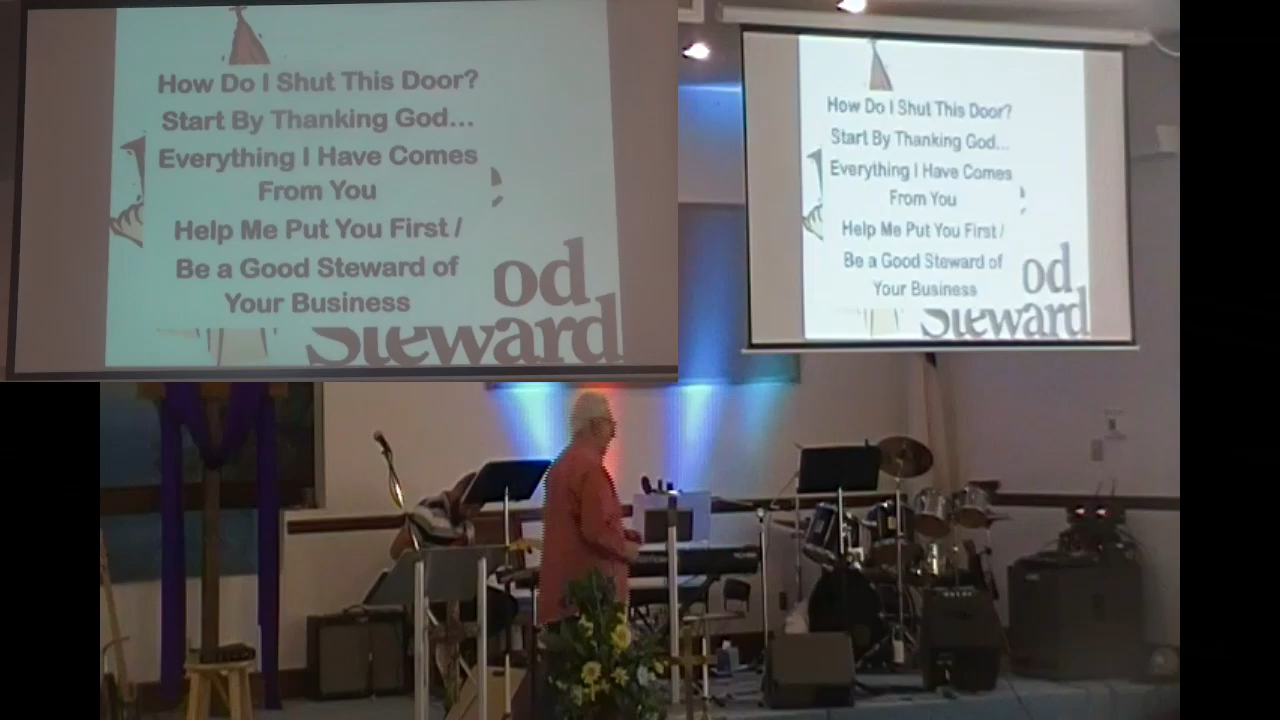 How Do I Shut This Door?
Start By Thanking God...
Everything I Have Comes
From You
Help Me Put You First /
Be a Good Steward of
Your Business
od
Steward
How Do I Shut This Door?
Start By Thanking God...
Everything I Have Comes
From You
Help Me Put You First /
Be a Good Steward of
Your Business
od
Steward